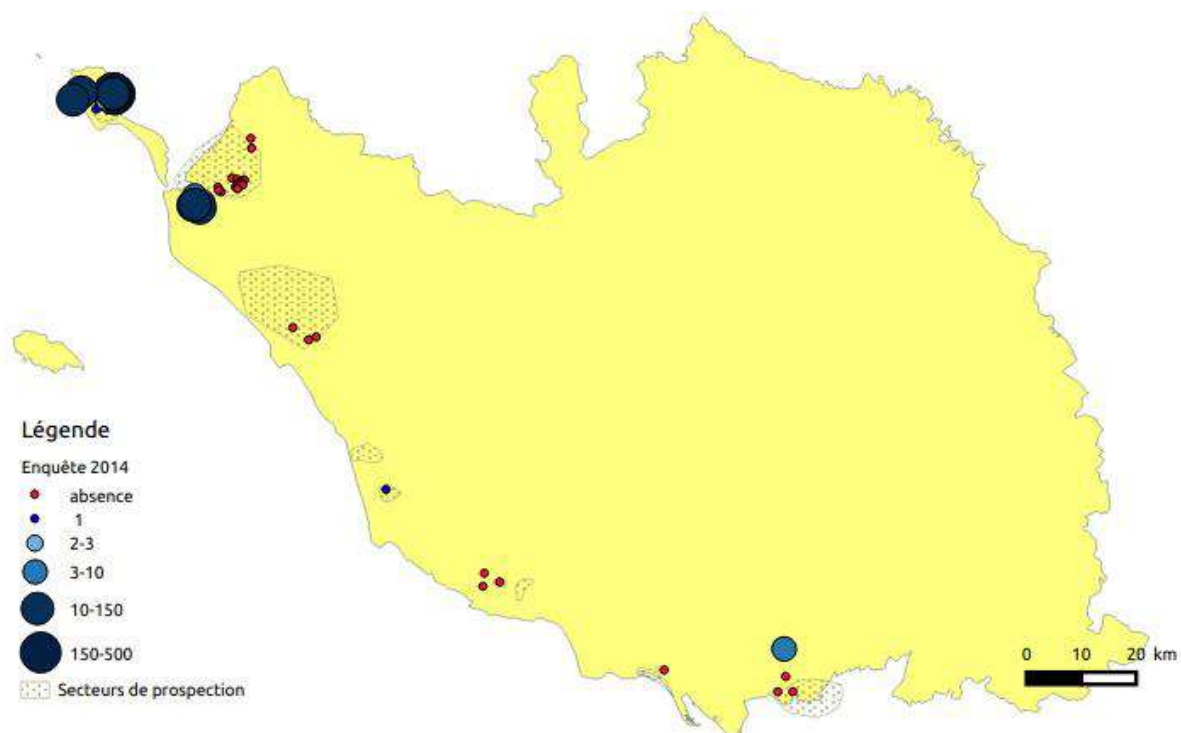 Légende
Enquête 2014
absence
1
2-3
3-10
10-150
150-500
Secteurs de prospection
0 10 20 km